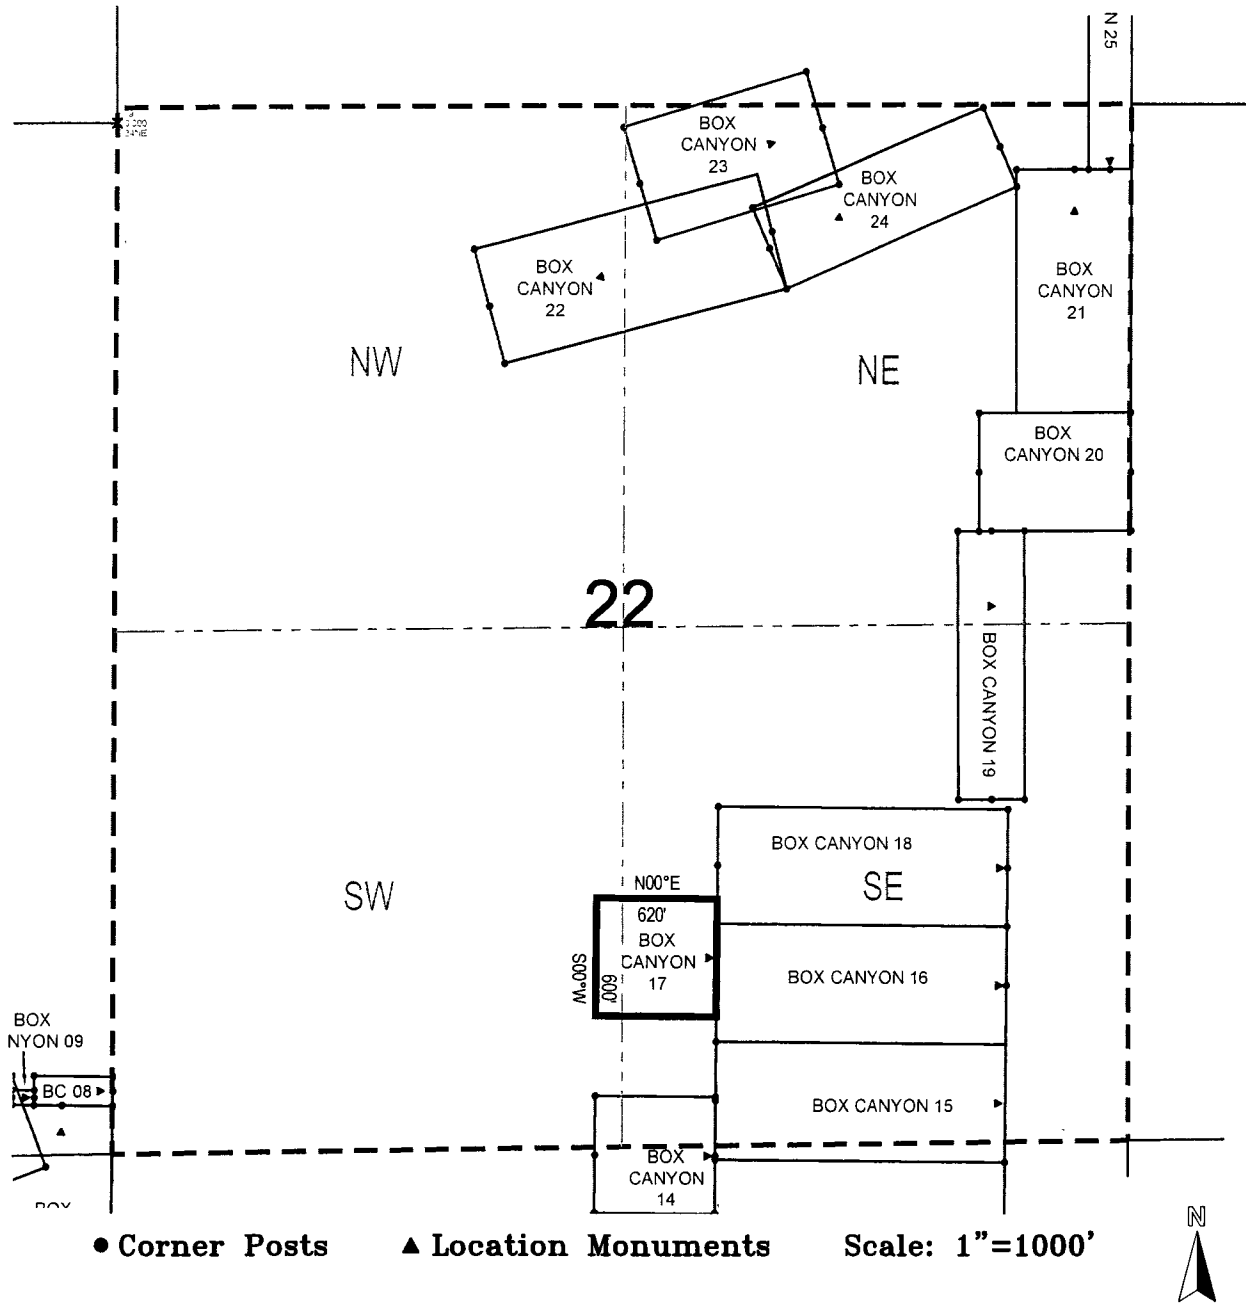 N 25
BOX
CANYON
23
BOX
CANYON
24
BOX
CANYON
22
BOX
CANYON
21
NW
NE
BOX
CANYON 20
22
BOX CANYON 19
BOX CANYON 18
SW
SE
N00°E
620'
BOX
CANYON
17
S00°W
600'
BOX CANYON 16
BOX
NYON 09
BC 08
BOX CANYON 15
BOX
CANYON
14
BOX
N
Corner Posts
Location Monuments
Scale: 1"=1000'